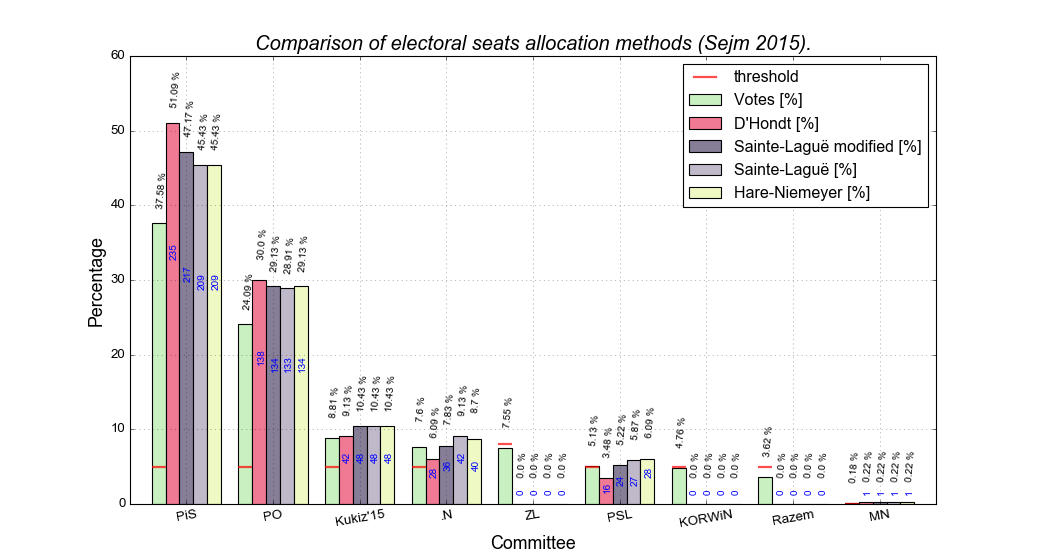 Comparison of electoral seats allocation methods (Sejm 2015).
60
50
40
30
20
10
0
Percentage
threshold
Votes [%]
D'Hondt [%]
Sainte-Laguë modified [%]
Sainte-Laguë [%]
Hare-Niemeyer [%]
37.58 % 51.09 % 47.17 % 45.43 % 45.43 %
235 217 209 209
24.09 % 30.0 % 29.13 % 28.91 % 29.13 %
138 134 133 134
8.81 % 9.13 % 10.43 % 10.43 % 10.43 %
42 48 48 48
7.6 % 6.09 % 7.83 % 9.13 % 8.7 %
28 36 42 40
7.55 % 0.0 % 0.0 % 0.0 % 0.0 %
0 0 0 0
5.13 % 3.48 % 5.22 % 5.87 % 6.09 %
16 24 27 28
4.76 % 0.0 % 0.0 % 0.0 % 0.0 %
0 0 0 0
3.62 % 0.0 % 0.0 % 0.0 % 0.0 %
0 0 0 0
0.18 % 0.22 % 0.22 % 0.22 % 0.22 %
1 1 1 1
PiS PO Kukiz'15 .N ZL PSL KORWiN Razem MN
Committee